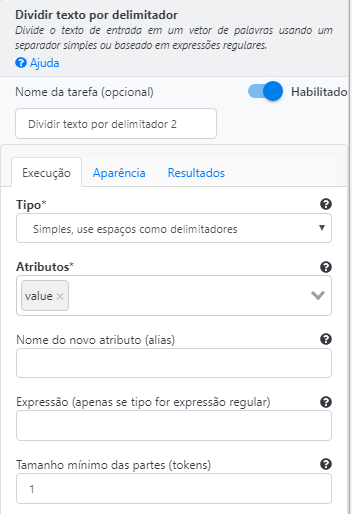 Dividir texto por delimitador
Divide o texto de entrada em um vetor de palavras usando um
separador simples ou baseado em expressões regulares.
Ajuda
Nome da tarefa (opcional)
Habilitado
Dividir texto por delimitador 2
Execução
Aparência
Resultados
Tipo*
Simples, use espaços como delimitadores
Atributos*
value ×
Nome do novo atributo (alias)
Expressão (apenas se tipo for expressão regular)
Tamanho mínimo das partes (tokens)
1